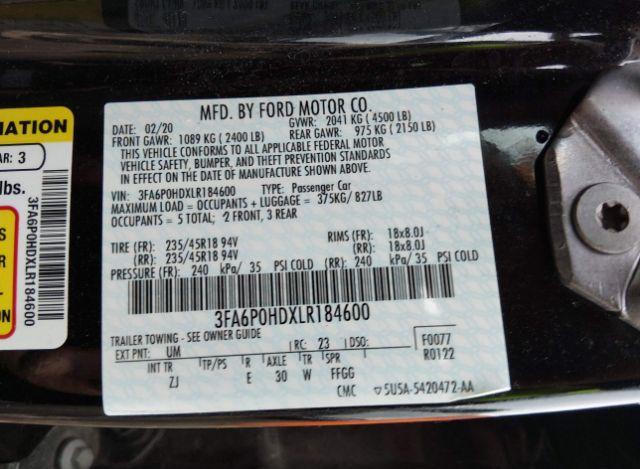 MATION
AR: 3
lbs.
3FA6P0HDXLR184600
MFD. BY FORD MOTOR CO.
DATE: 02/20 GVWR: 2041 KG ( 4500 LB)
FRONT GAWR: 1089 KG ( 2400 LB) REAR GAWR: 975 KG ( 2150 LB)
THIS VEHICLE CONFORMS TO ALL APPLICABLE FEDERAL MOTOR
VEHICLE SAFETY, BUMPER, AND THEFT PREVENTION STANDARDS
IN EFFECT ON THE DATE OF MANUFACTURE SHOWN ABOVE.
VIN: 3FA6P0HDXLR184600 TYPE: Passenger Car
MAXIMUM LOAD = OCCUPANTS + LUGGAGE = 375KG/ 827LB
OCCUPANTS = 5 TOTAL; 2 FRONT, 3 REAR
TIRE (FR): 235/45R18 94V RIMS (FR): 18x8.0J
(RR): 235/45R18 94V (RR): 18x8.0J
PRESSURE (FR): 240 kPa/ 35 PSI COLD (RR): 240 kPa/ 35 PSI COLD
3FA6P0HDXLR184600
TRAILER TOWING - SEE OWNER GUIDE
EXT PNT: UM RC: 23 DSO: F0077
R0122
INT TR TP/PS R AXLE TR SPR
ZJ E 30 W FFGG
CMC ▽5U5A-5420472-AA